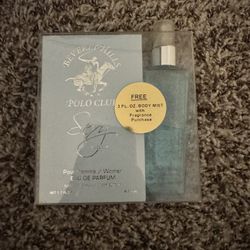 BEVERLY HILLS
POLO CLUB
Sexy
Pour Femme / Women
EAU DE PARFUM
FREE
1 FL. OZ. BODY MIST
with
Fragrance
Purchase